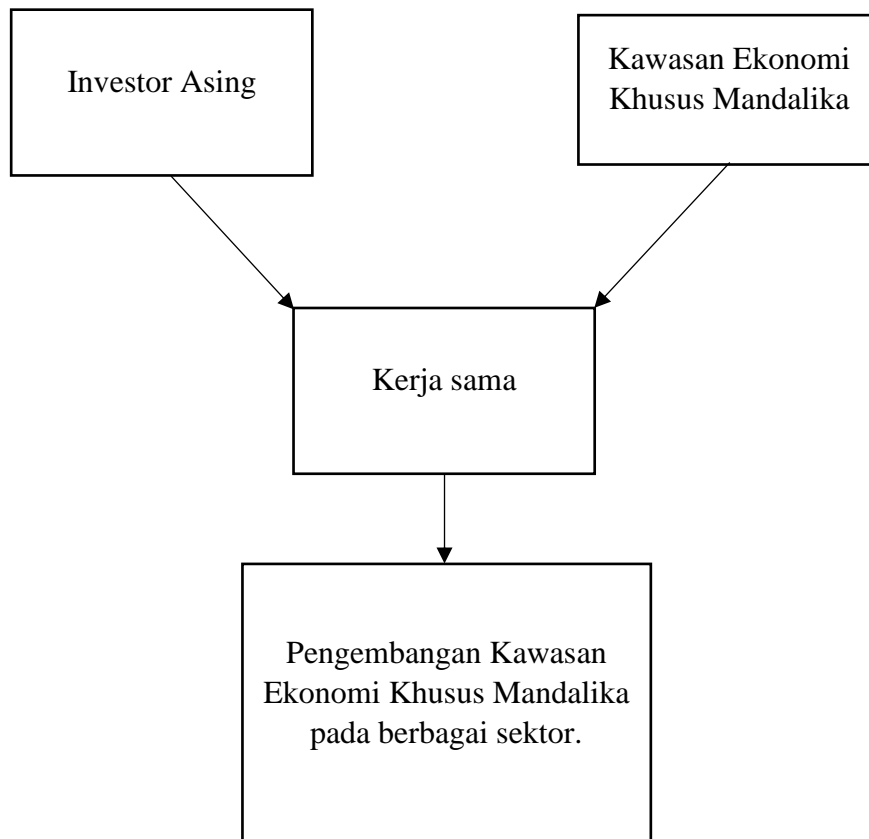 Investor Asing
Kawasan Ekonomi
Khusus Mandalika
Kerja sama
Pengembangan Kawasan
Ekonomi Khusus Mandalika
pada berbagai sektor.